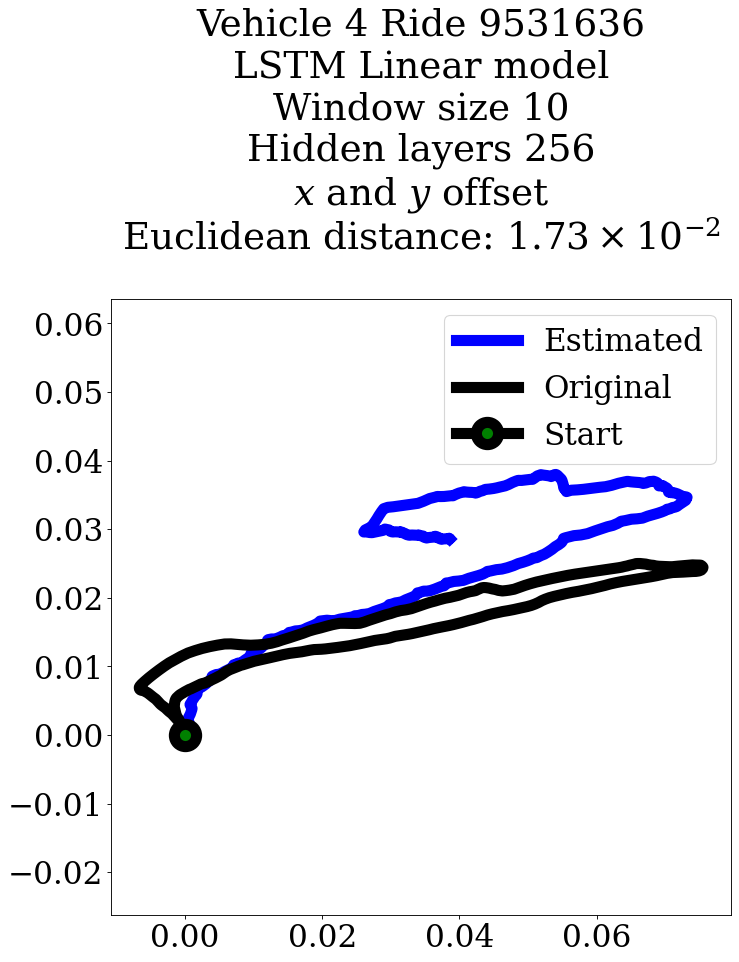 Vehicle 4 Ride 9531636
LSTM Linear model
Window size 10
Hidden layers 256
x and y offset
Euclidean distance: 1.73 × 10⁻²
Estimated
Original
Start
0.06
0.05
0.04
0.03
0.02
0.01
0.00
−0.01
−0.02
0.00 0.02 0.04 0.06